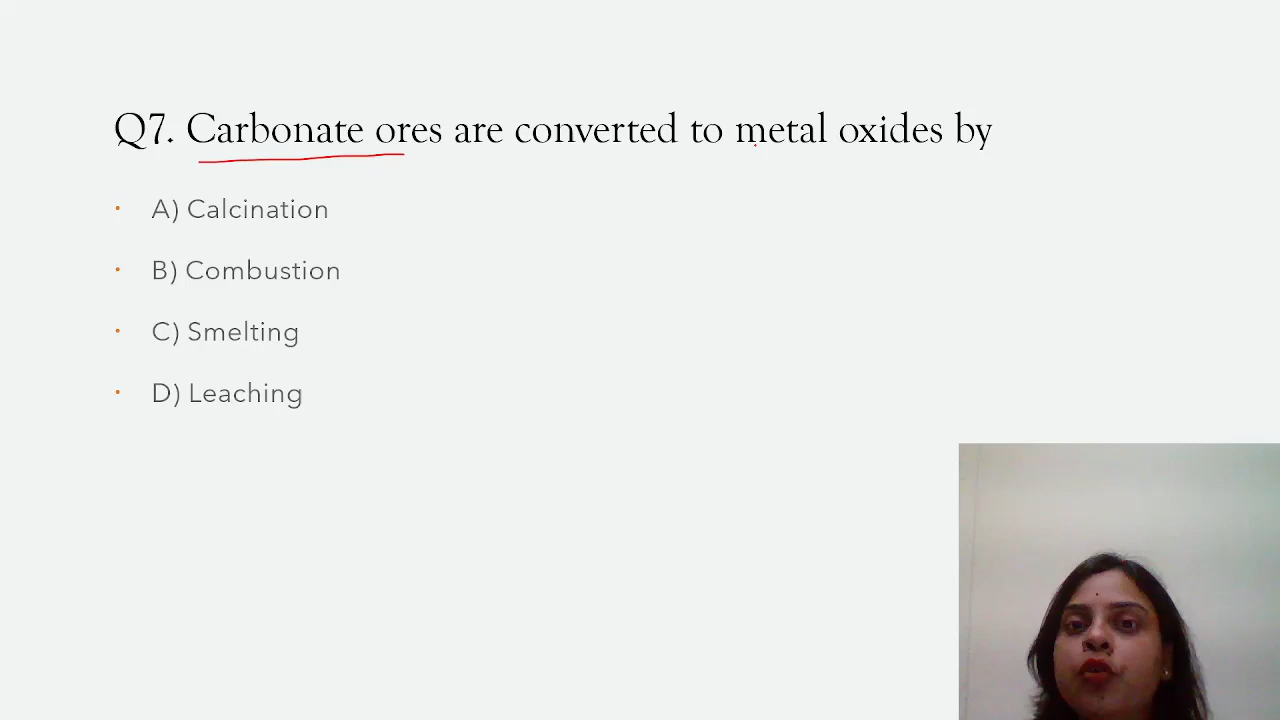 Q7. Carbonate ores are converted to metal oxides by
• A) Calcination
• B) Combustion
• C) Smelting
• D) Leaching